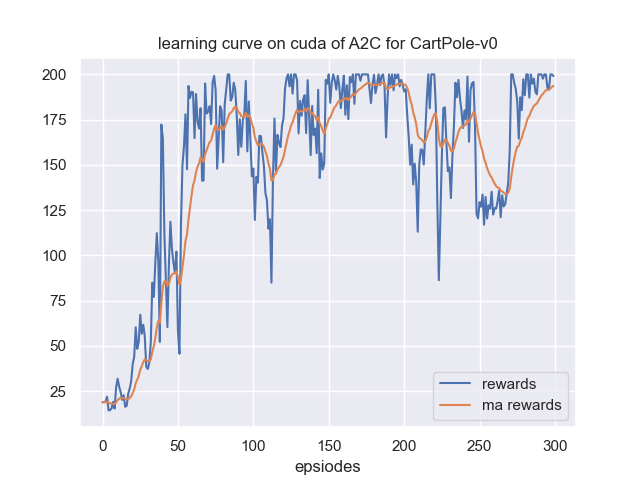 learning curve on cuda of A2C for CartPole-v0
200
175
150
125
100
75
50
25
0 50 100 150 200 250 300
epsiodes
rewards
ma rewards